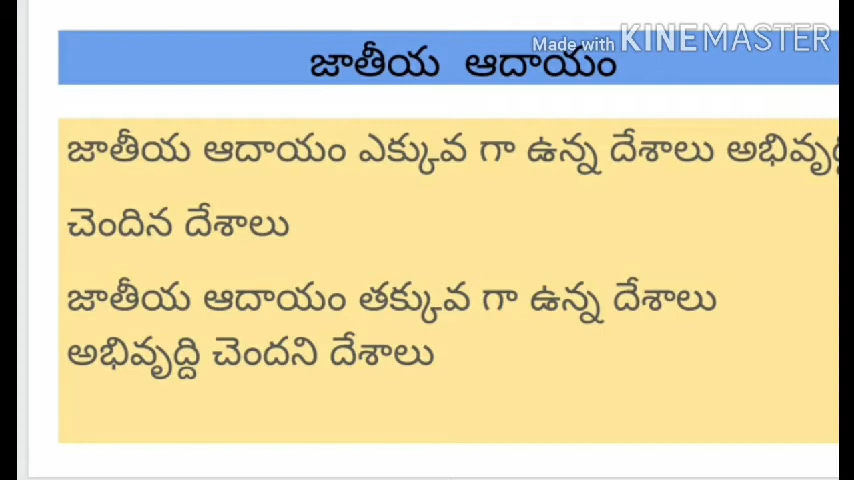 Made with KINEMASTER
జాతీయ ఆదాయం
జాతీయ ఆదాయం ఎక్కువ గా ఉన్న దేశాలు
చెందిన దేశాలు
జాతీయ ఆదాయం తక్కువ గా ఉన్న దేశాలు
అభివృద్ది చెందని దేశాలు